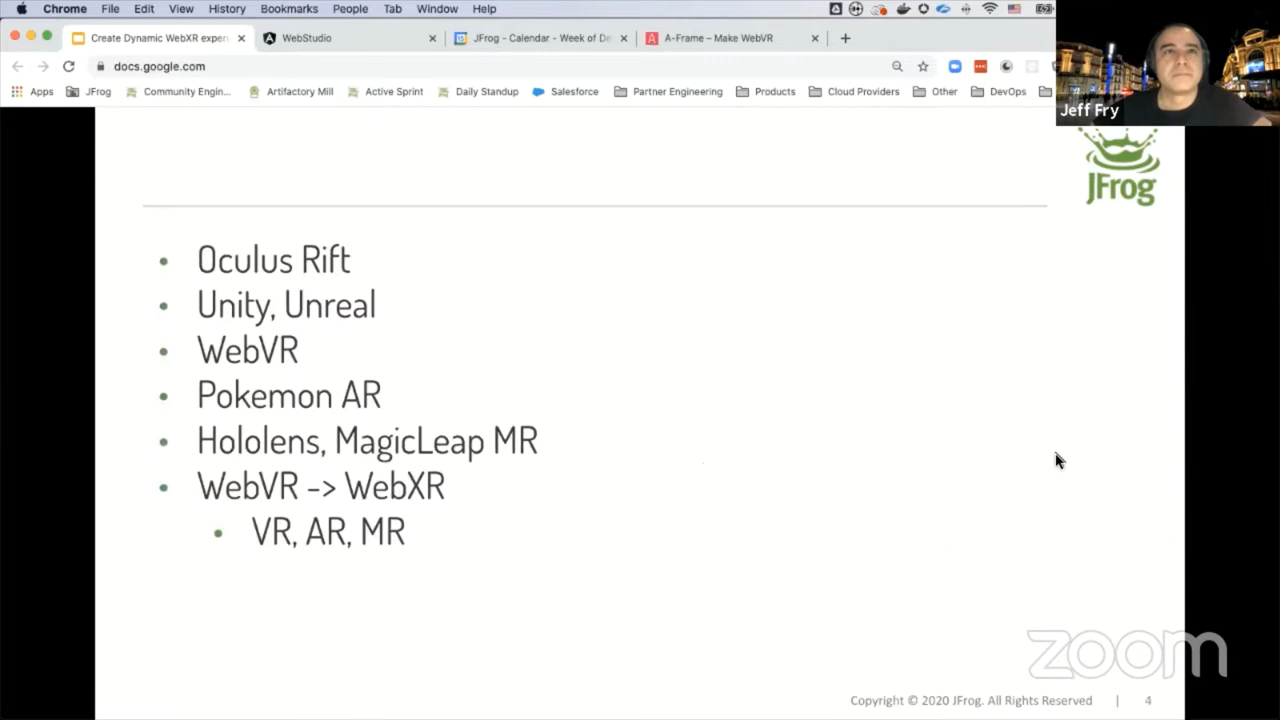 Chrome File Edit View History Bookmarks People Tab Window Help
Create Dynamic WebXR exper
WebStudio
JFrog - Calendar - Week of De
A-Frame – Make WebVR
docs.google.com
Apps JFrog Community Engin... Artifactory Mill Active Sprint Daily Standup Salesforce Partner Engineering Products Cloud Providers Other DevOps
Jeff Fry
JFrog
• Oculus Rift
• Unity, Unreal
• WebVR
• Pokemon AR
• Hololens, MagicLeap MR
• WebVR -> WebXR
• VR, AR, MR
zoom
Copyright © 2020 JFrog. All Rights Reserved | 4